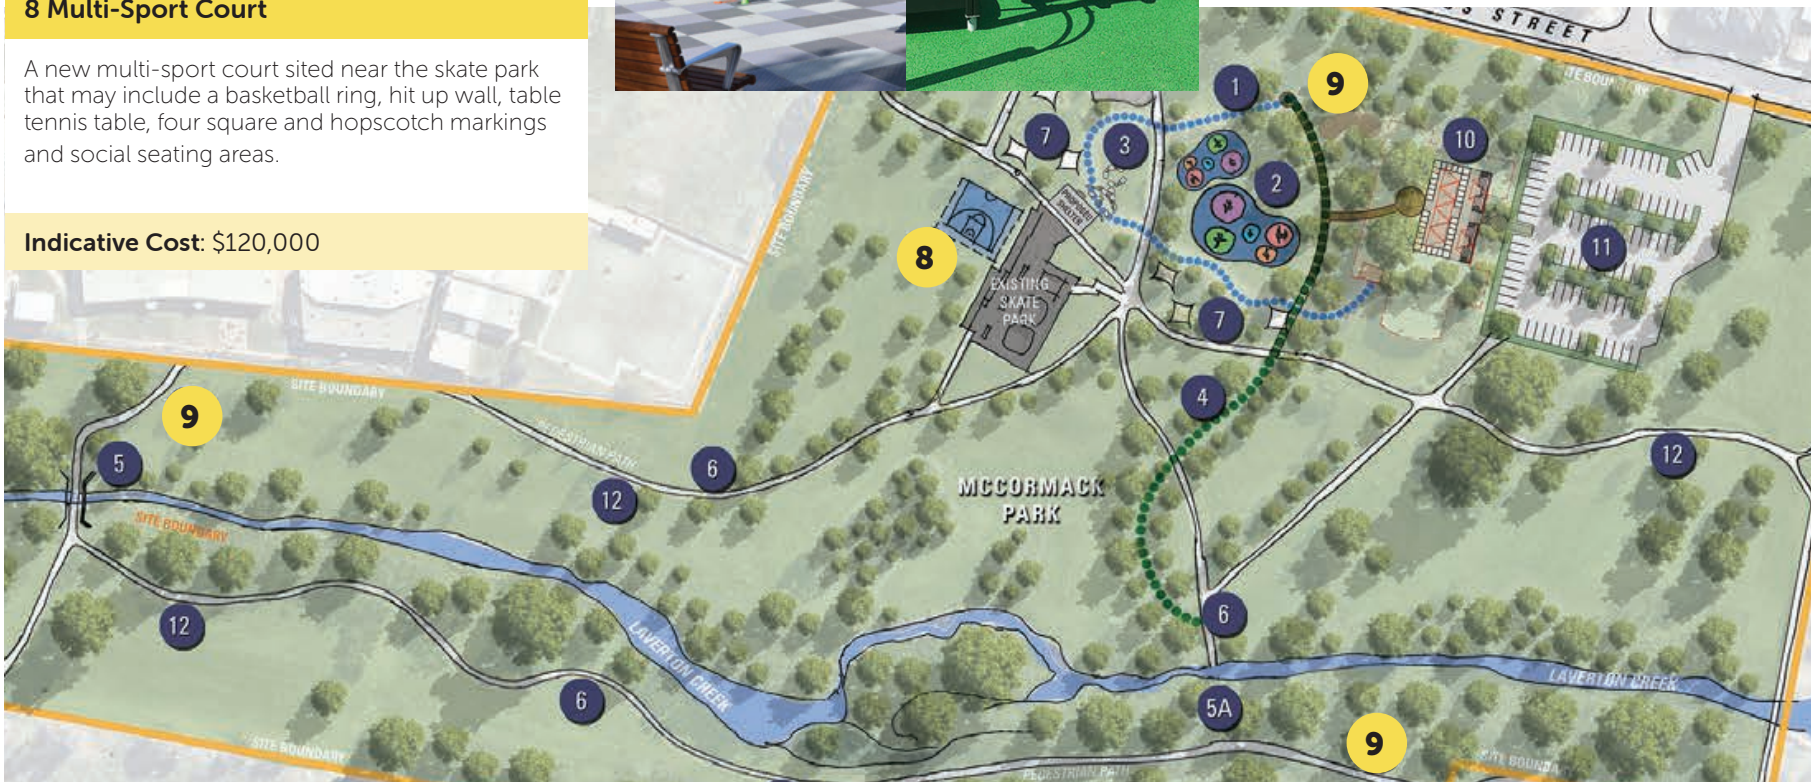 8 Multi-Sport Court
A new multi-sport court sited near the skate park
that may include a basketball ring, hit up wall, table
tennis table, four square and hopscotch markings
and social seating areas.
Indicative Cost: $120,000
STREET
1
9
7
3
10
2
PROPOSED
SHELTER
SITE BOUNDARY
8
11
EXISTING
SKATE
PARK
7
SITE BOUNDARY
4
9
PEDESTRIAN PATH
5
6
12
12
MCCORMACK
PARK
SITE BOUNDARY
12
6
LAVERTON CREEK
LAVERTON CREEK
6
5A
9
SITE BOUNDARY
PEDESTRIAN PATH
SITE BOUNDARY